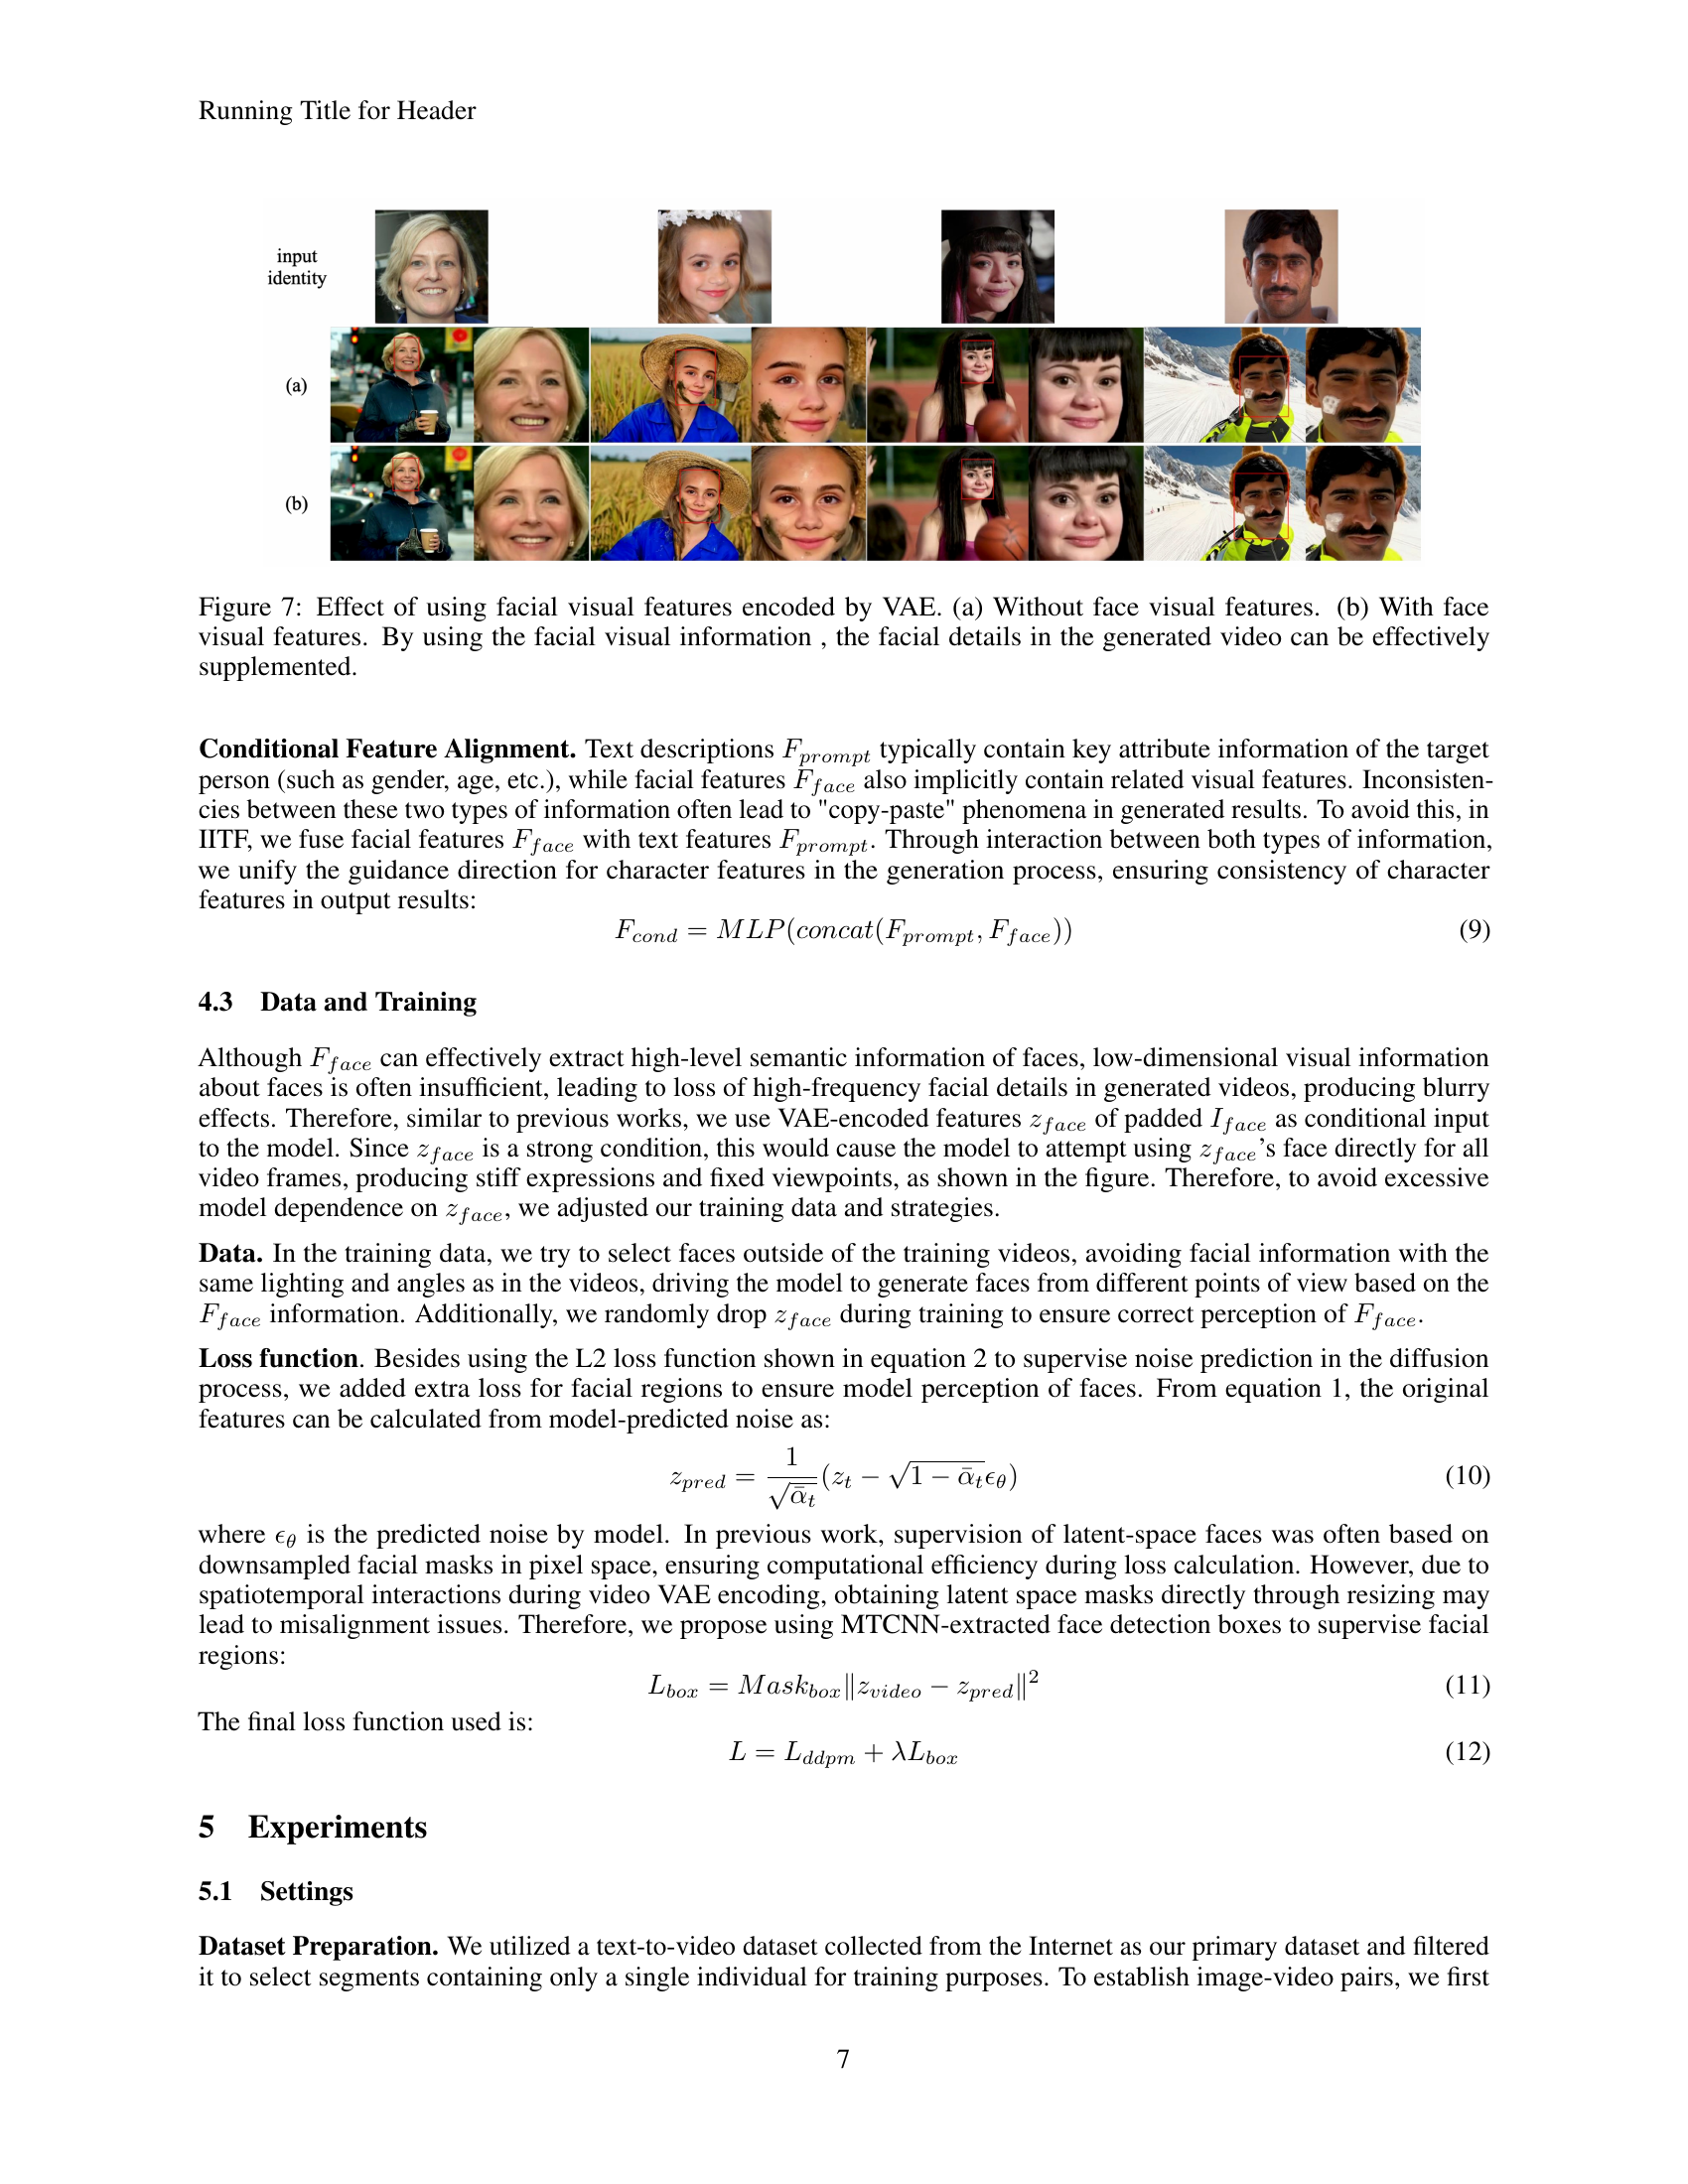 Running Title for Header
input
identity
(a)
(b)
Figure 7: Effect of using facial visual features encoded by VAE. (a) Without face visual features. (b) With face
visual features. By using the facial visual information , the facial details in the generated video can be effectively
supplemented.
Conditional Feature Alignment. Text descriptions F_{prompt} typically contain key attribute information of the target
person (such as gender, age, etc.), while facial features F_{face} also implicitly contain related visual features. Inconsisten-
cies between these two types of information often lead to "copy-paste" phenomena in generated results. To avoid this, in
IITF, we fuse facial features F_{face} with text features F_{prompt}. Through interaction between both types of information,
we unify the guidance direction for character features in the generation process, ensuring consistency of character
features in output results:
F_{cond} = MLP(concat(F_{prompt}, F_{face})) (9)
4.3 Data and Training
Although F_{face} can effectively extract high-level semantic information of faces, low-dimensional visual information
about faces is often insufficient, leading to loss of high-frequency facial details in generated videos, producing blurry
effects. Therefore, similar to previous works, we use VAE-encoded features z_{face} of padded I_{face} as conditional input
to the model. Since z_{face} is a strong condition, this would cause the model to attempt using z_{face}'s face directly for all
video frames, producing stiff expressions and fixed viewpoints, as shown in the figure. Therefore, to avoid excessive
model dependence on z_{face}, we adjusted our training data and strategies.
Data. In the training data, we try to select faces outside of the training videos, avoiding facial information with the
same lighting and angles as in the videos, driving the model to generate faces from different points of view based on the
F_{face} information. Additionally, we randomly drop z_{face} during training to ensure correct perception of F_{face}.
Loss function. Besides using the L2 loss function shown in equation 2 to supervise noise prediction in the diffusion
process, we added extra loss for facial regions to ensure model perception of faces. From equation 1, the original
features can be calculated from model-predicted noise as:
z_{pred} = \frac{1}{\sqrt{\bar{α}_t}}(z_t − \sqrt{1 − \bar{α}_t}ϵ_θ) (10)
where ϵ_θ is the predicted noise by model. In previous work, supervision of latent-space faces was often based on
downsampled facial masks in pixel space, ensuring computational efficiency during loss calculation. However, due to
spatiotemporal interactions during video VAE encoding, obtaining latent space masks directly through resizing may
lead to misalignment issues. Therefore, we propose using MTCNN-extracted face detection boxes to supervise facial
regions:
L_{box} = Mask_{box}‖z_{video} − z_{pred}‖^2 (11)
The final loss function used is:
L = L_{ddpm} + λL_{box} (12)
5 Experiments
5.1 Settings
Dataset Preparation. We utilized a text-to-video dataset collected from the Internet as our primary dataset and filtered
it to select segments containing only a single individual for training purposes. To establish image-video pairs, we first
7